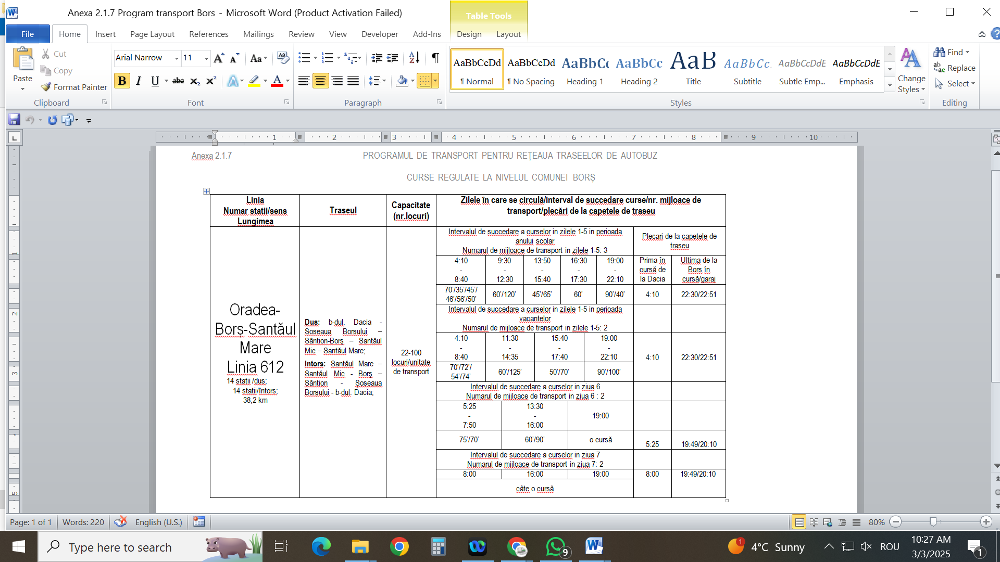 Anexa 2.1.7 Program transport Bors - Microsoft Word (Product Activation Failed)
Table Tools
File
Home
Insert
Page Layout
References
Mailings
Review
View
Developer
Add-Ins
Design
Layout
Paste
Cut
Copy
Format Painter
Clipboard
Arial Narrow
11
Font
Paragraph
AaBbCcDd
¶ Normal
AaBbCcDd
¶ No Spacing
AaBbCc
Heading 1
AaBbCc
Heading 2
AaB
Title
AaBbCc.
Subtitle
AaBbCcDdE
Subtle Emp...
AaBbCcDdE
Emphasis
Styles
Change
Styles
Find
Replace
Select
Editing
1 2 3 4 5 6 7 8 9 10
Anexa 2.1.7
PROGRAMUL DE TRANSPORT PENTRU REȚEAUA TRASEELOR DE AUTOBUZ
CURSE REGULATE LA NIVELUL COMUNEI BORȘ
Linia
Numar statii/sens
Lungimea
Traseul
Capacitate
(nr.locuri)
Zilele în care se circulă/interval de succedare curse/nr. mijloace de
transport/plecări de la capetele de traseu
Oradea-
Borș-Santăul
Mare
Linia 612
14 statii /dus;
14 statii/întors;
38,2 km
Dus: b-dul. Dacia -
Soseaua Borsului –
Sântion-Borş – Santăul
Mic – Santăul Mare;
Intors: Santăul Mare –
Santăul Mic - Borş –
Sântion - Şoseaua
Borşului - b-dul. Dacia;
22-100
locuri/unitate
de transport
Intervalul de succedare a curselor in zilele 1-5 in perioada
anului scolar
Numarul de mijloace de transport in zilele 1-5: 3
Plecari de la capetele de
traseu
4:10
-
8:40
9:30
-
12:30
13:50
-
15:40
16:30
-
17:30
19:00
-
22:10
Prima în
cursă de
la Dacia
Ultima de la
Bors în
cursă/garaj
70’/35’/45’/
46’/56’/50’
60’/120’
45’/65’
60’
90’/40’
4:10
22:30/22:51
Intervalul de succedare a curselor in zilele 1-5 in perioada
vacantelor
Numarul de mijloace de transport in zilele 1-5: 2
4:10
-
8:40
11:30
-
14:35
15:40
-
17:40
19:00
-
22:10
4:10
22:30/22:51
70’/72’/
54’/74’
60’/125’
50’/70’
90’/100’
Intervalul de succedare a curselor in ziua 6
Numarul de mijloace de transport in ziua 6 : 2
5:25
-
7:50
13:30
-
16:00
19:00
75’/70’
60’/90’
o cursă
5:25
19:49/20:10
Intervalul de succedare a curselor in ziua 7
Numarul de mijloace de transport in ziua 7: 2
8:00
16:00
19:00
8:00
19:49/20:10
câte o cursă
1
2
3
5
Page: 1 of 1
Words: 220
English (U.S.)
80%
Type here to search
9
1
4°C Sunny
ROU
10:27 AM
3/3/2025
1